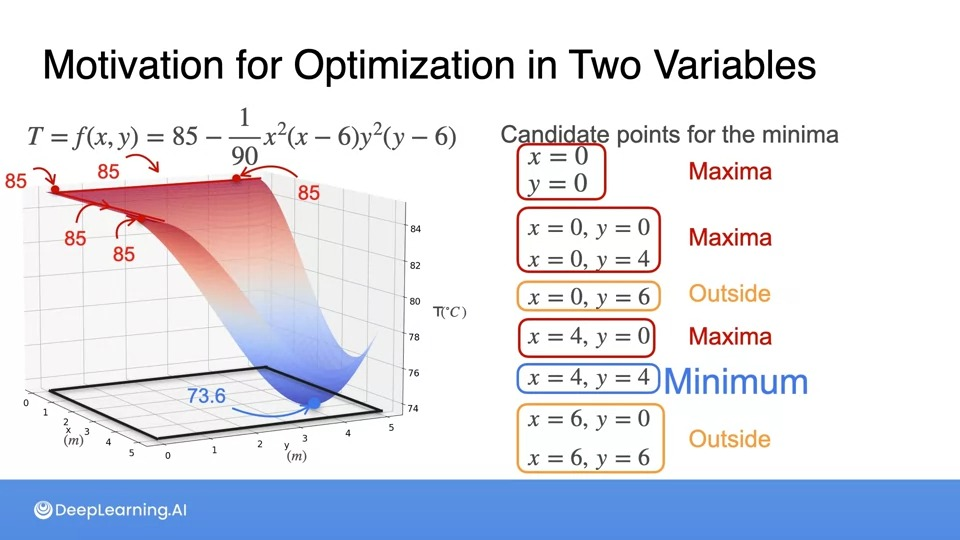 Motivation for Optimization in Two Variables
T = f(x, y) = 85 − 1/90 x²(x − 6)y²(y − 6)
Candidate points for the minima
x = 0
y = 0
Maxima
x = 0, y = 0
x = 0, y = 4
Maxima
x = 0, y = 6
Outside
x = 4, y = 0
Maxima
x = 4, y = 4
Minimum
x = 6, y = 0
x = 6, y = 6
Outside
85
85
85
85
85
84
82
80
78
76
74
T(°C)
73.6
0
1
2
3
4
5
x
(m)
0
1
2
3
4
5
y
(m)
DeepLearning.AI